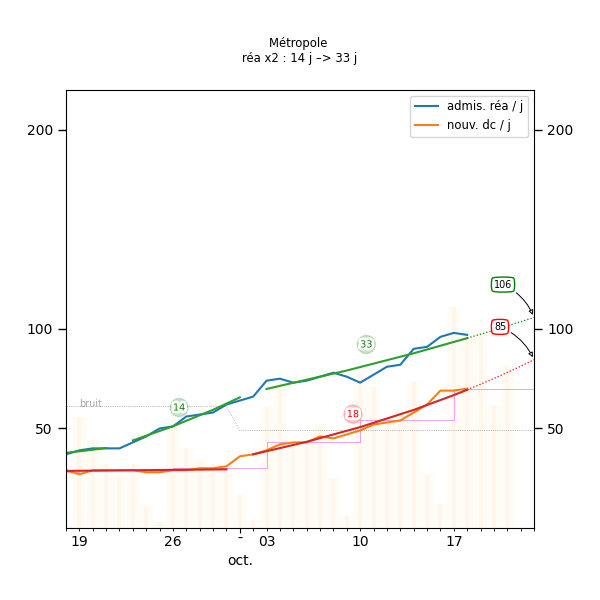 Métropole
réa x2 : 14 j –> 33 j
admis. réa / j
nouv. dc / j
200
200
106
100
85
100
33
bruit
14
18
50
50
19
26
-
03
10
17
oct.